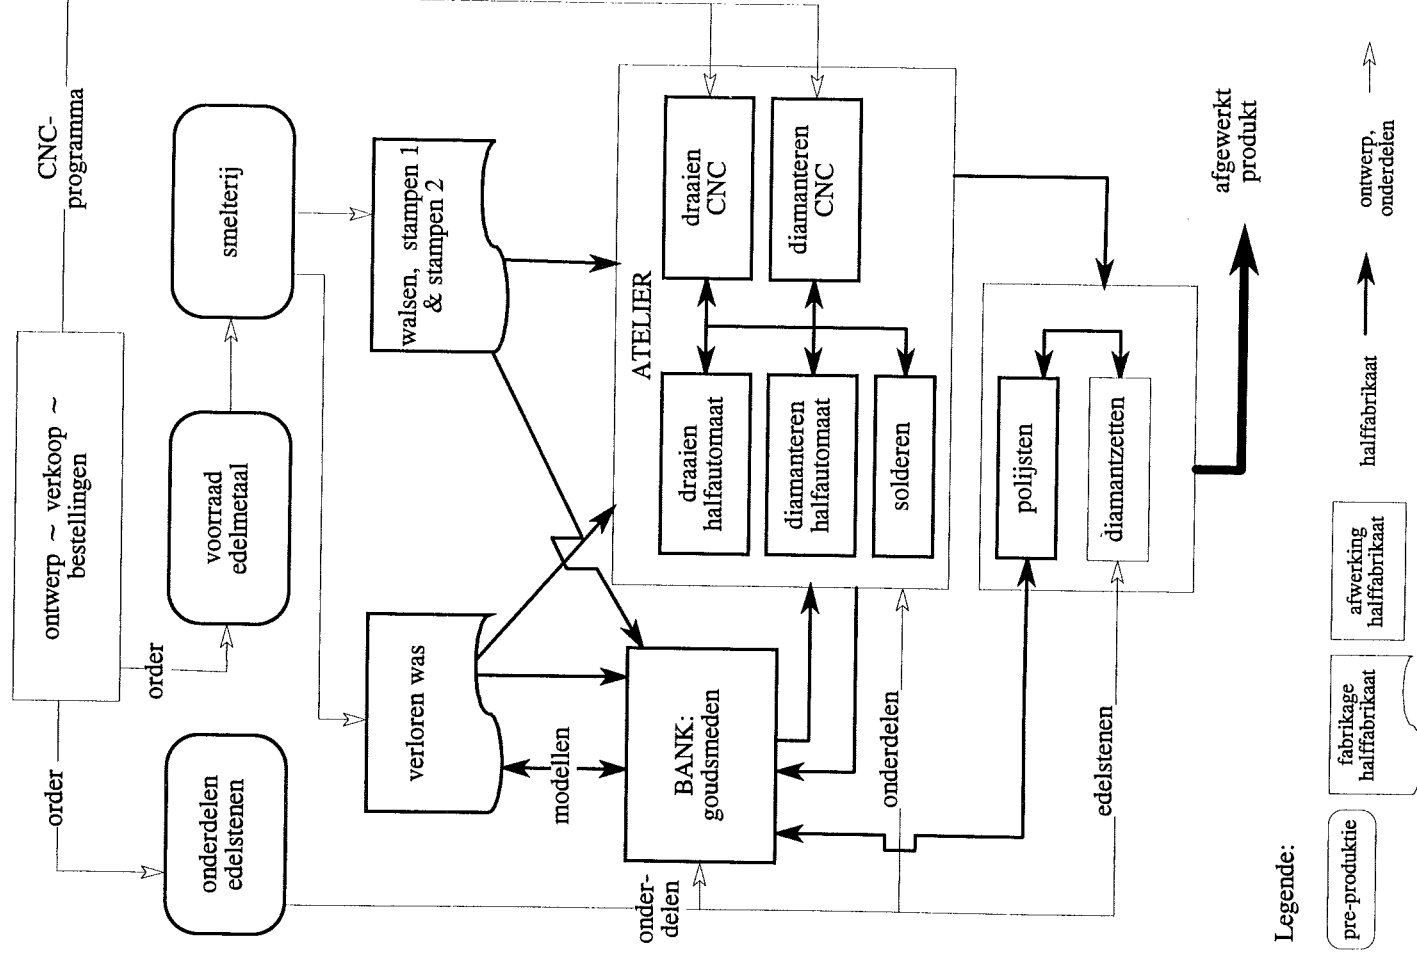 CNC-
programma
ontwerp ~ verkoop ~
bestellingen
order
order
onderdelen
edelstenen
voorraad
edelmetaal
smelterij
verloren was
walsen, stampen 1
& stampen 2
modellen
BANK:
goudsmeden
onder-
delen
ATELIER
draaien
halfautomaat
draaien
CNC
diamanteren
halfautomaat
diamanteren
CNC
solderen
onderdelen
polijsten
diamantzetten
edelstenen
afgewerkt
produkt
Legende:
pre-produktie
fabrikage
halffabrikaat
afwerking
halffabrikaat
halffabrikaat
ontwerp,
onderdelen